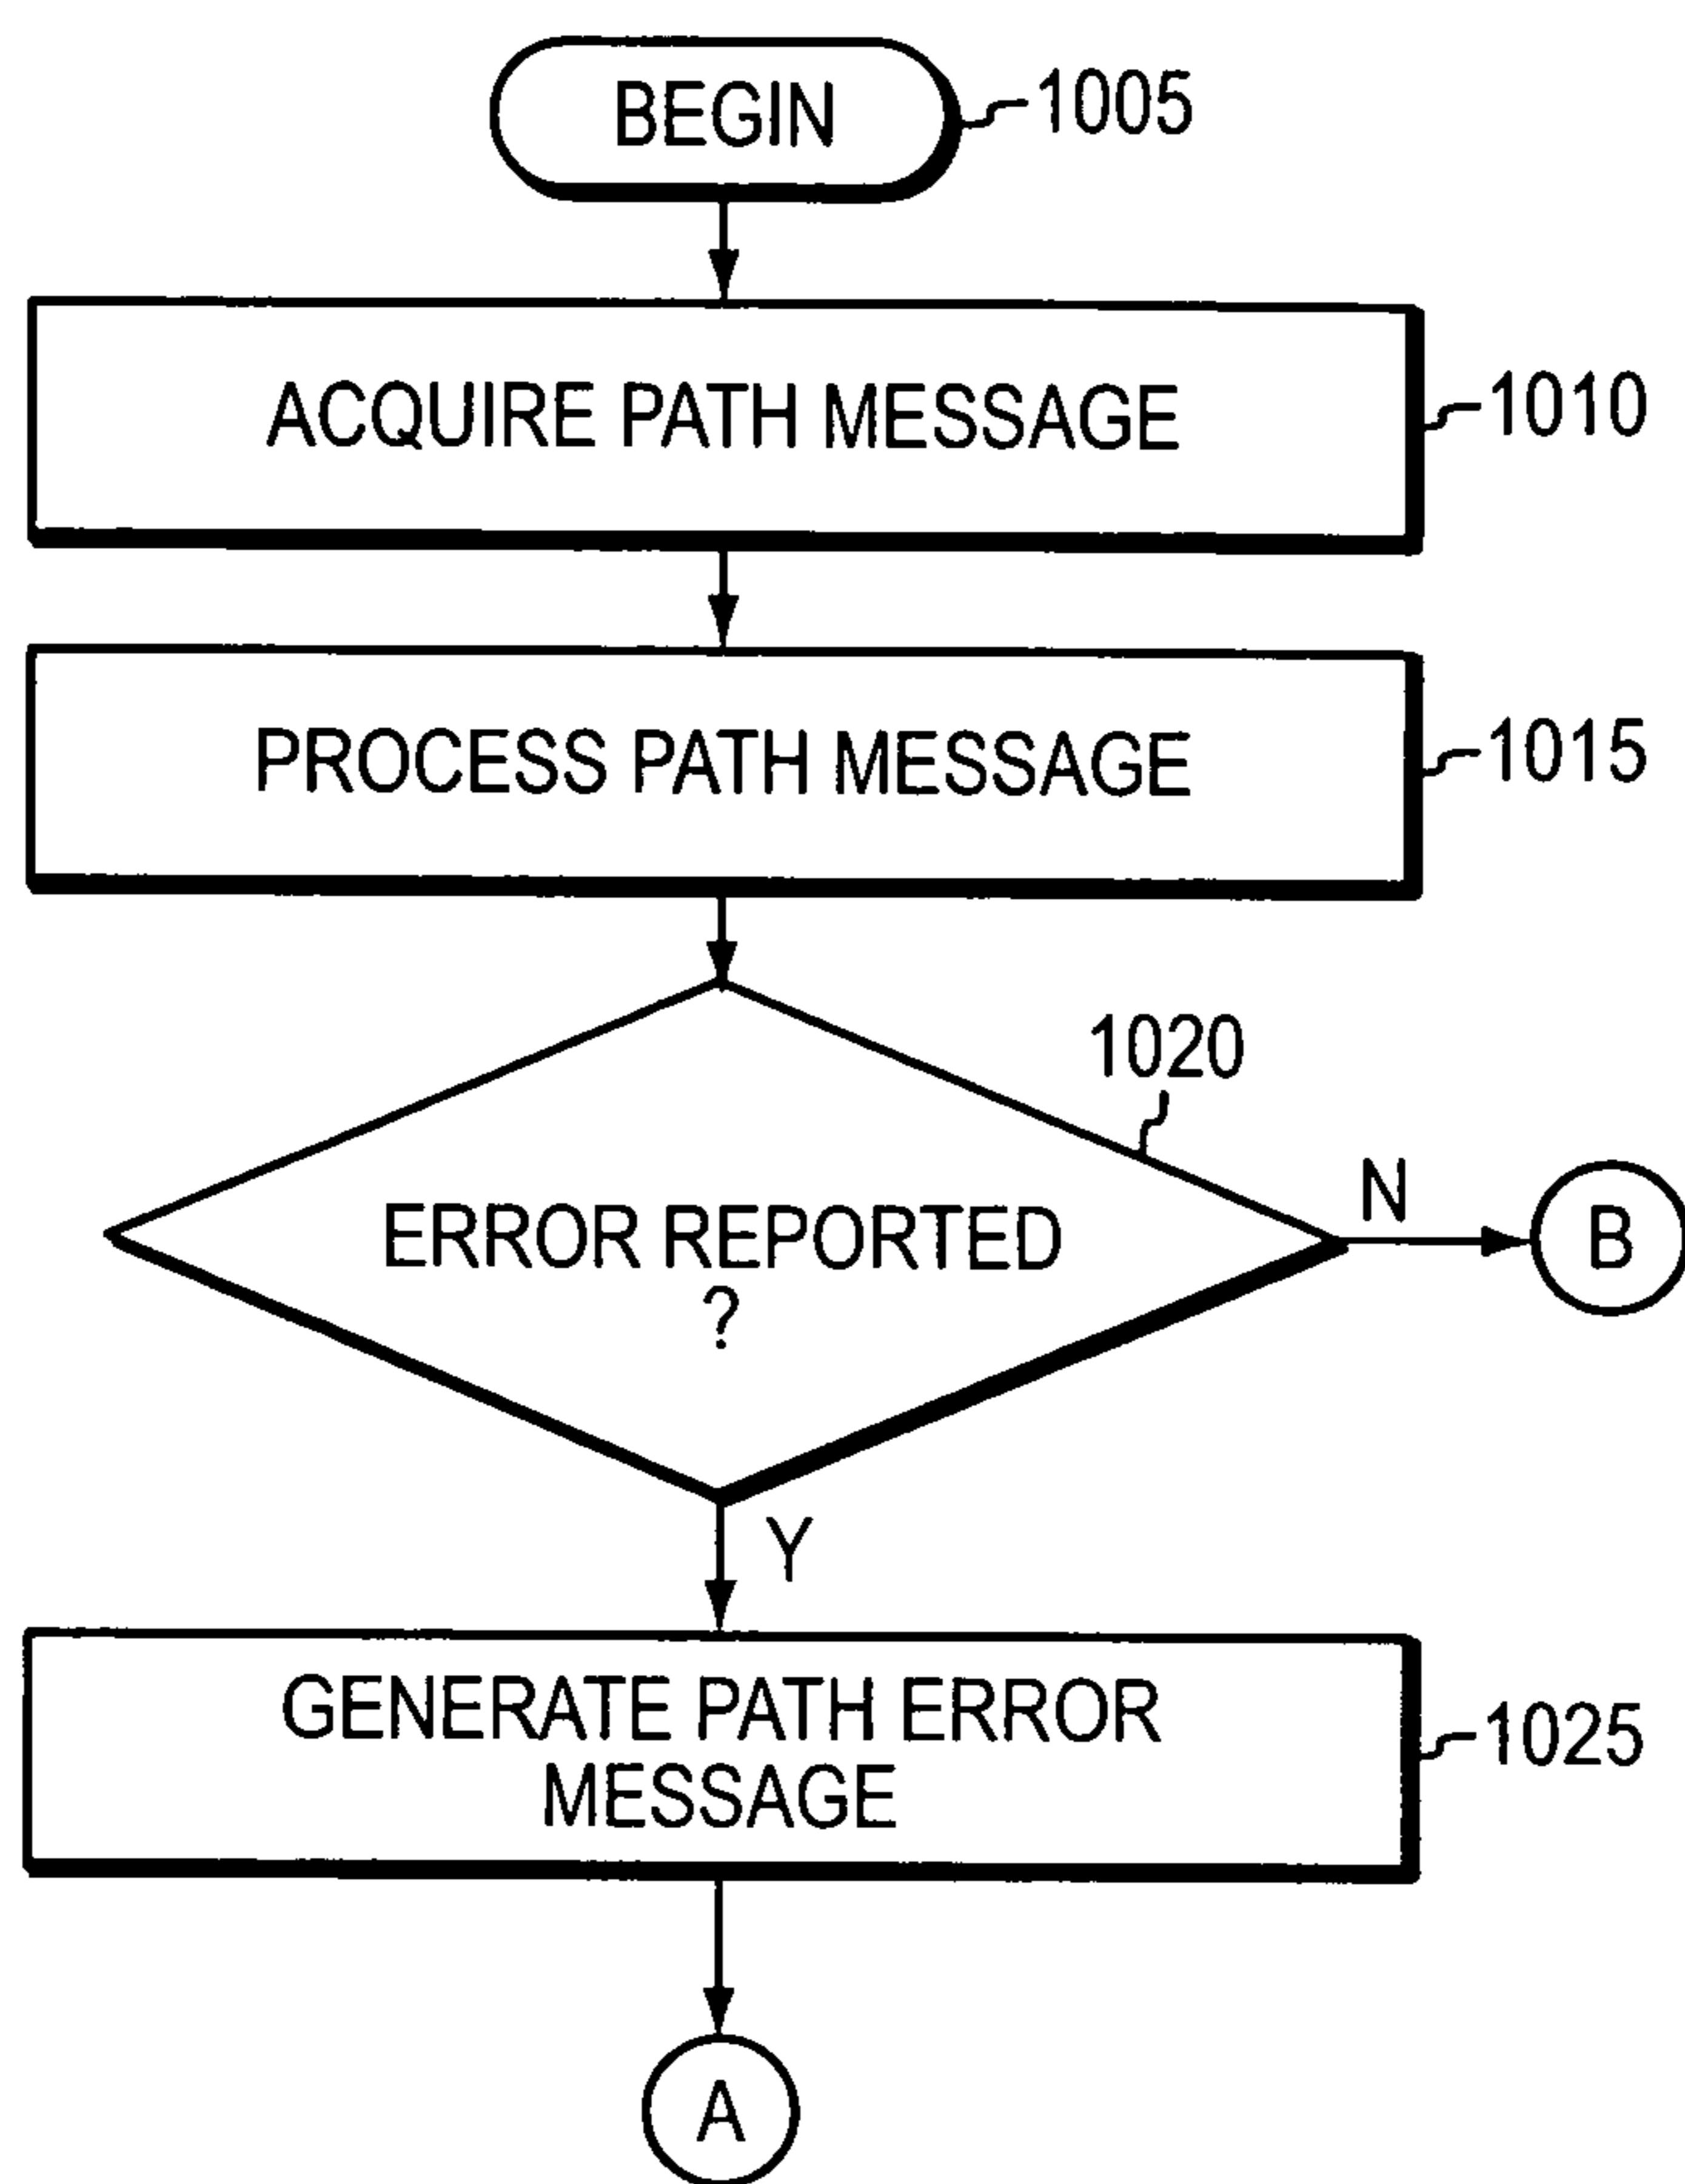 BEGIN
1005
ACQUIRE PATH MESSAGE
1010
PROCESS PATH MESSAGE
1015
1020
ERROR REPORTED
?
N
B
Y
GENERATE PATH ERROR
MESSAGE
1025
A